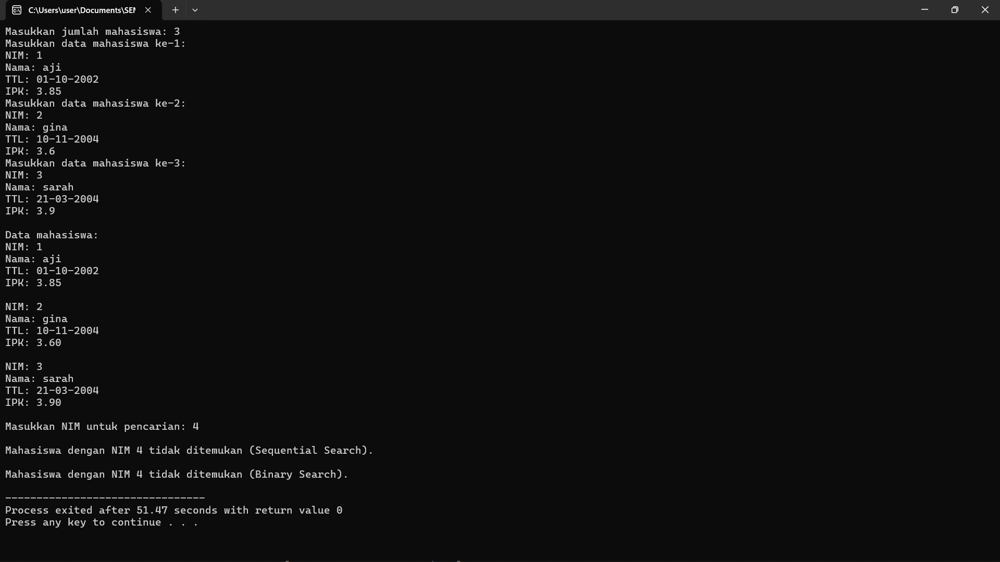 C:\Users\user\Documents\SEM
Masukkan jumlah mahasiswa: 3
Masukkan data mahasiswa ke-1:
NIM: 1
Nama: aji
TTL: 01-10-2002
IPK: 3.85
Masukkan data mahasiswa ke-2:
NIM: 2
Nama: gina
TTL: 10-11-2004
IPK: 3.6
Masukkan data mahasiswa ke-3:
NIM: 3
Nama: sarah
TTL: 21-03-2004
IPK: 3.9
Data mahasiswa:
NIM: 1
Nama: aji
TTL: 01-10-2002
IPK: 3.85
NIM: 2
Nama: gina
TTL: 10-11-2004
IPK: 3.60
NIM: 3
Nama: sarah
TTL: 21-03-2004
IPK: 3.90
Masukkan NIM untuk pencarian: 4
Mahasiswa dengan NIM 4 tidak ditemukan (Sequential Search).
Mahasiswa dengan NIM 4 tidak ditemukan (Binary Search).
--------------------------------
Process exited after 51.47 seconds with return value 0
Press any key to continue . . .